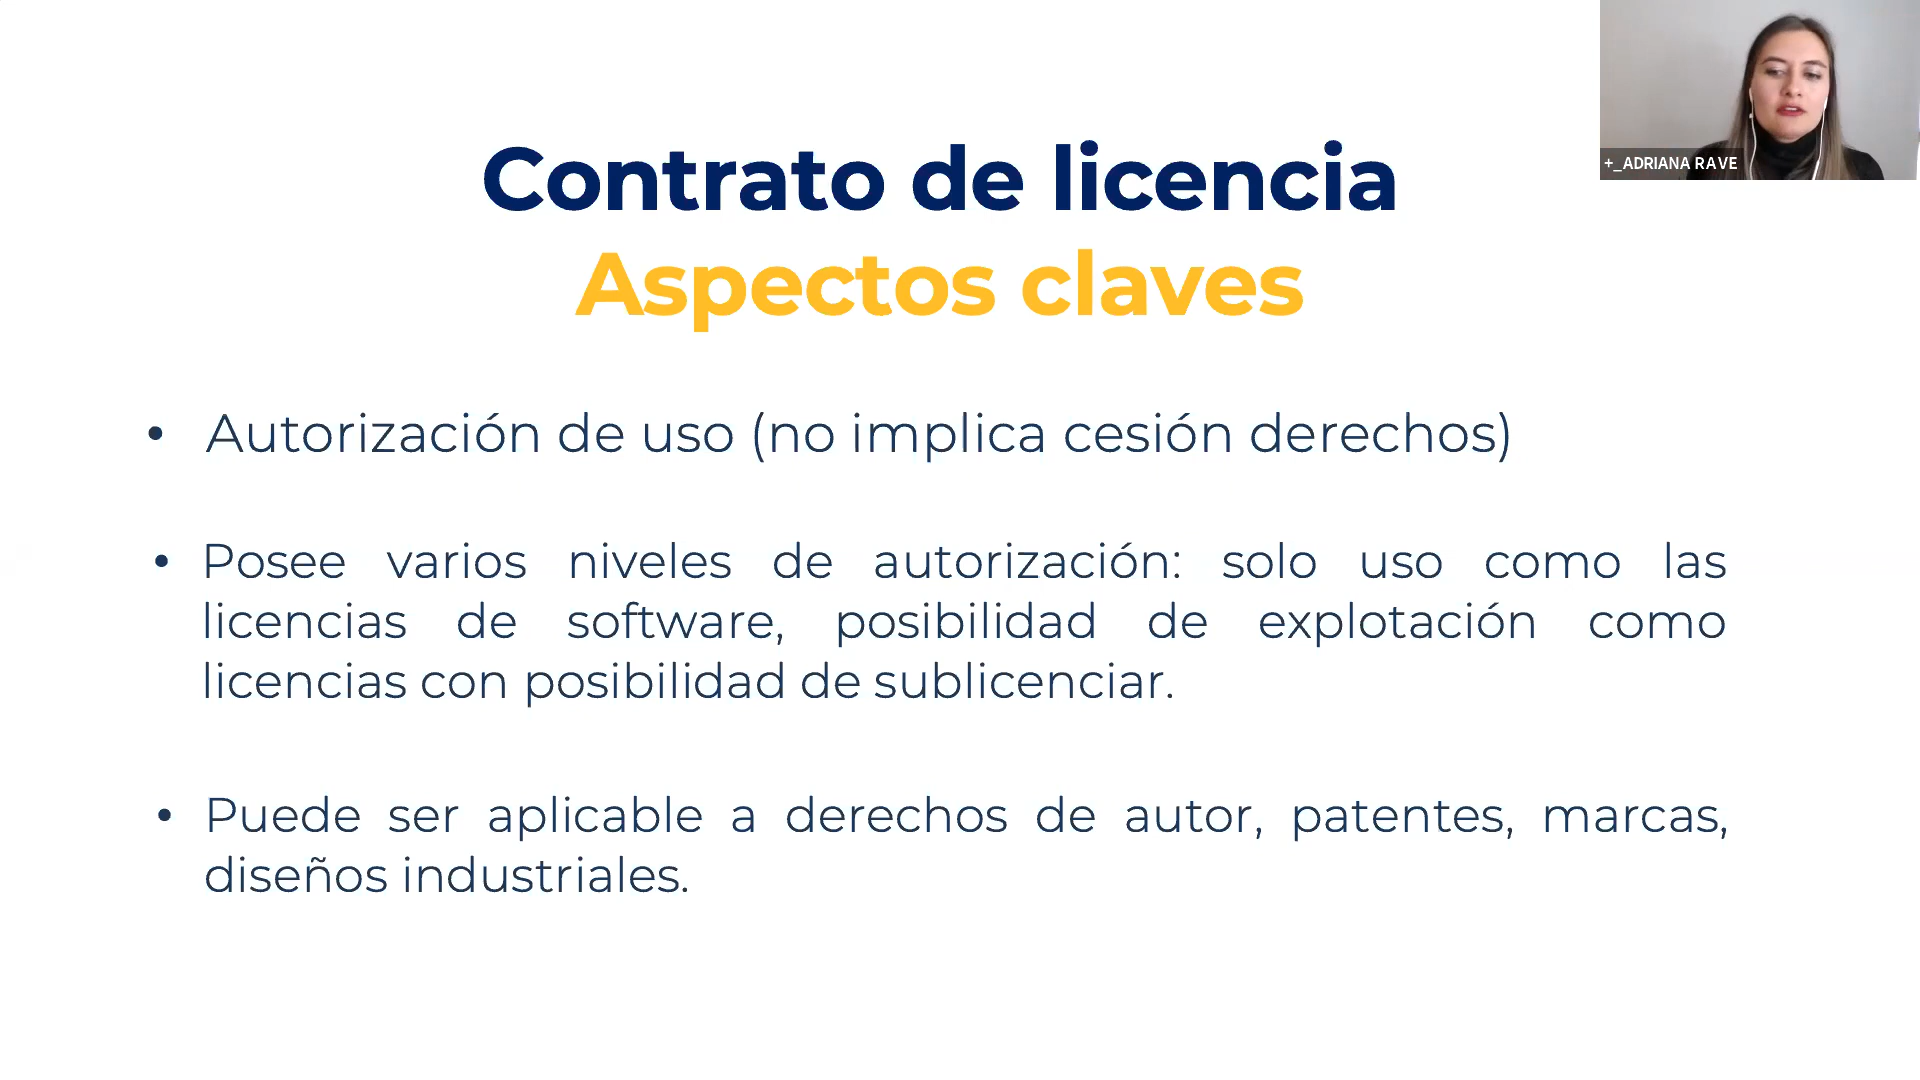 Contrato de licencia
Aspectos claves
+_ADRIANA RAVE
• Autorización de uso (no implica cesión derechos)
• Posee varios niveles de autorización: solo uso como las
licencias de software, posibilidad de explotación como
licencias con posibilidad de sublicenciar.
• Puede ser aplicable a derechos de autor, patentes, marcas,
diseños industriales.